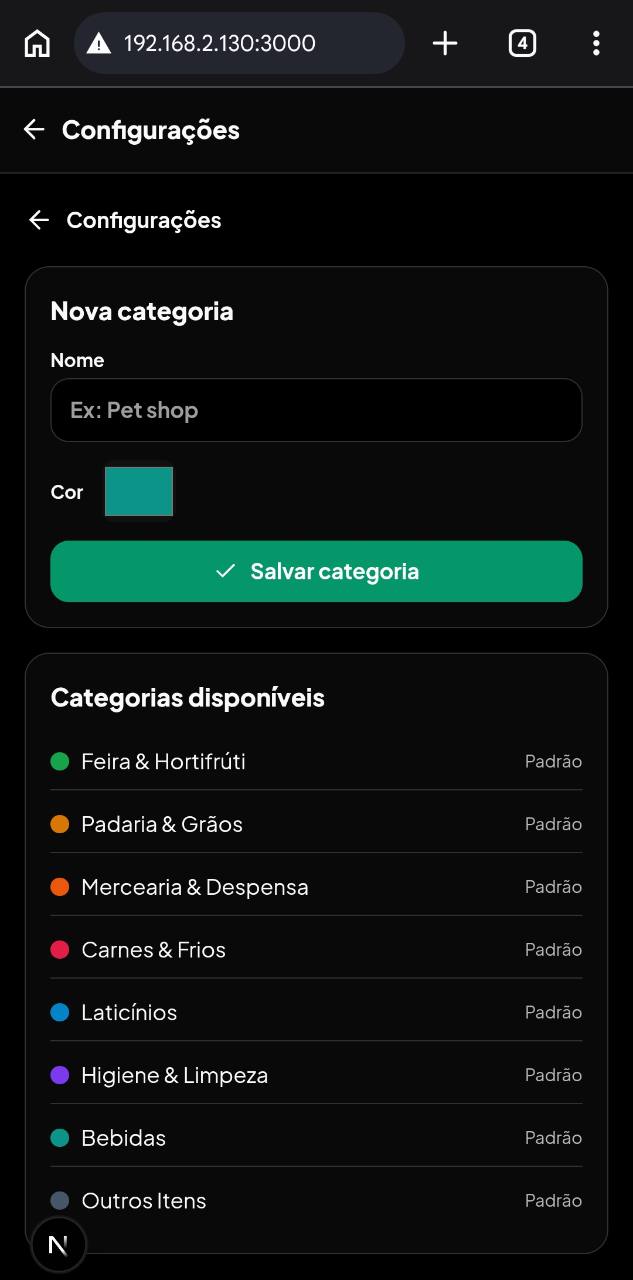 192.168.2.130:3000
4
Configurações
Configurações
Nova categoria
Nome
Ex: Pet shop
Cor
Salvar categoria
Categorias disponíveis
Feira & Hortifrúti Padrão
Padaria & Grãos Padrão
Mercearia & Despensa Padrão
Carnes & Frios Padrão
Laticínios Padrão
Higiene & Limpeza Padrão
Bebidas Padrão
Outros Itens Padrão
N